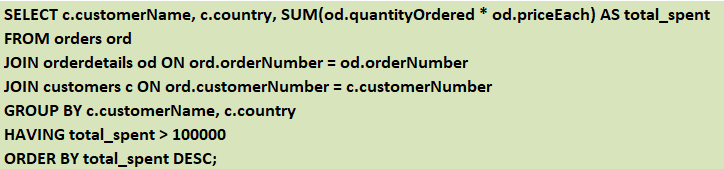 SELECT c.customerName, c.country, SUM(od.quantityOrdered * od.priceEach) AS total_spent
FROM orders ord
JOIN orderdetails od ON ord.orderNumber = od.orderNumber
JOIN customers c ON ord.customerNumber = c.customerNumber
GROUP BY c.customerName, c.country
HAVING total_spent > 100000
ORDER BY total_spent DESC;